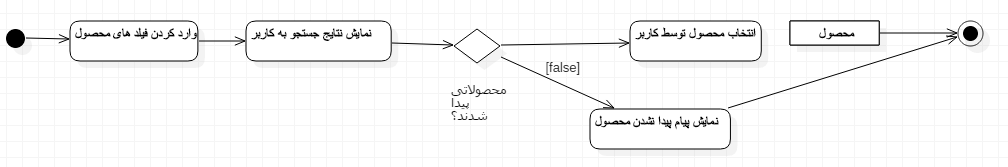 وارد کردن فیلد های محصول
نمایش نتایج جستجو به کاربر
انتخاب محصول توسط کاربر
محصول
[false]
محصولاتی
پیدا
شدند؟
نمایش پیام پیدا نشدن محصول